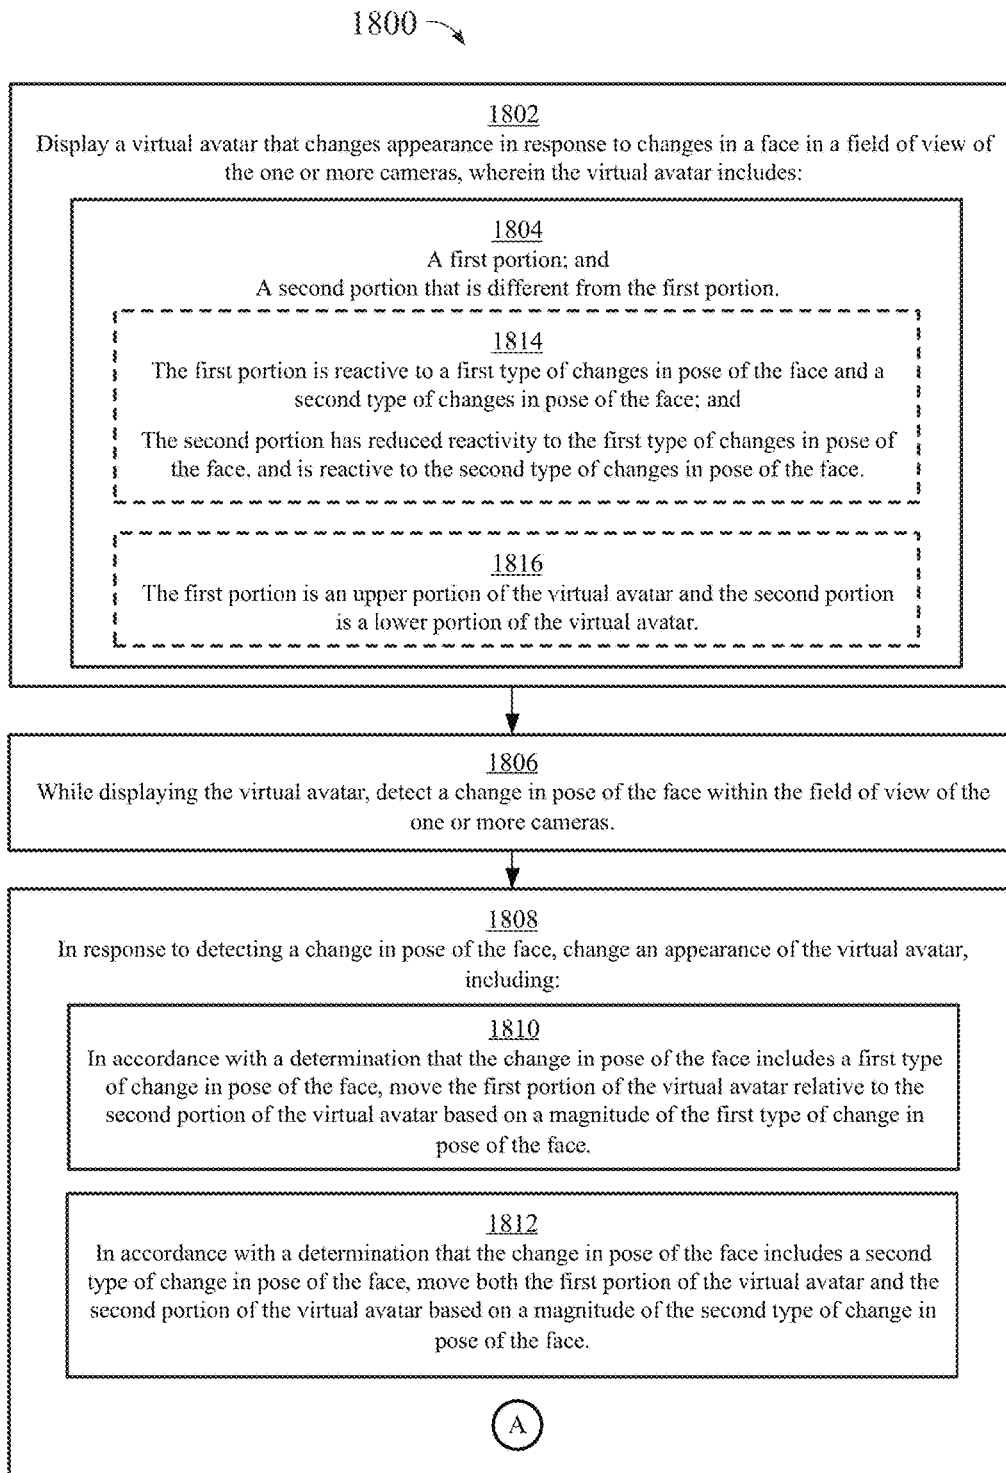 1800
1802
Display a virtual avatar that changes appearance in response to changes in a face in a field of view of
the one or more cameras, wherein the virtual avatar includes:
1804
A first portion; and
A second portion that is different from the first portion.
1814
The first portion is reactive to a first type of changes in pose of the face and a
second type of changes in pose of the face; and
The second portion has reduced reactivity to the first type of changes in pose of
the face, and is reactive to the second type of changes in pose of the face.
1816
The first portion is an upper portion of the virtual avatar and the second portion
is a lower portion of the virtual avatar.
1806
While displaying the virtual avatar, detect a change in pose of the face within the field of view of the
one or more cameras.
1808
In response to detecting a change in pose of the face, change an appearance of the virtual avatar,
including:
1810
In accordance with a determination that the change in pose of the face includes a first type
of change in pose of the face, move the first portion of the virtual avatar relative to the
second portion of the virtual avatar based on a magnitude of the first type of change in
pose of the face.
1812
In accordance with a determination that the change in pose of the face includes a second
type of change in pose of the face, move both the first portion of the virtual avatar and the
second portion of the virtual avatar based on a magnitude of the second type of change in
pose of the face.
A